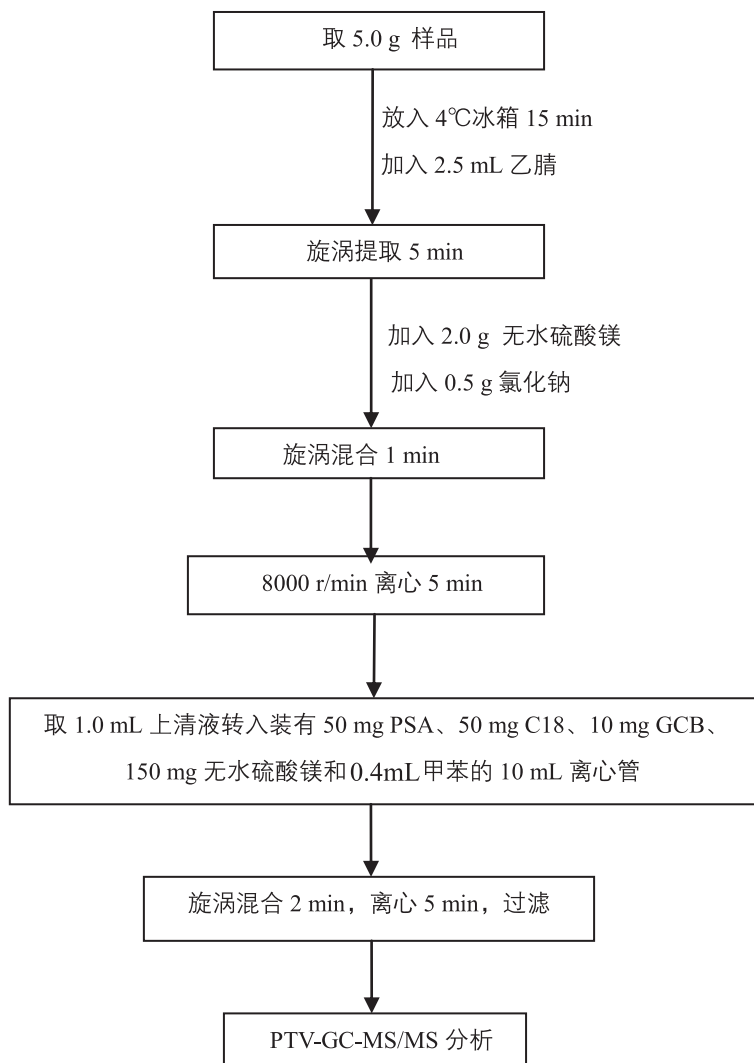 取 5.0 g 样品
放入 4℃冰箱 15 min
加入 2.5 mL 乙腈
旋涡提取 5 min
加入 2.0 g 无水硫酸镁
加入 0.5 g 氯化钠
旋涡混合 1 min
8000 r/min 离心 5 min
取 1.0 mL 上清液转入装有 50 mg PSA、50 mg C18、10 mg GCB、
150 mg 无水硫酸镁和0.4mL甲苯的 10 mL 离心管
旋涡混合 2 min，离心 5 min，过滤
PTV-GC-MS/MS 分析